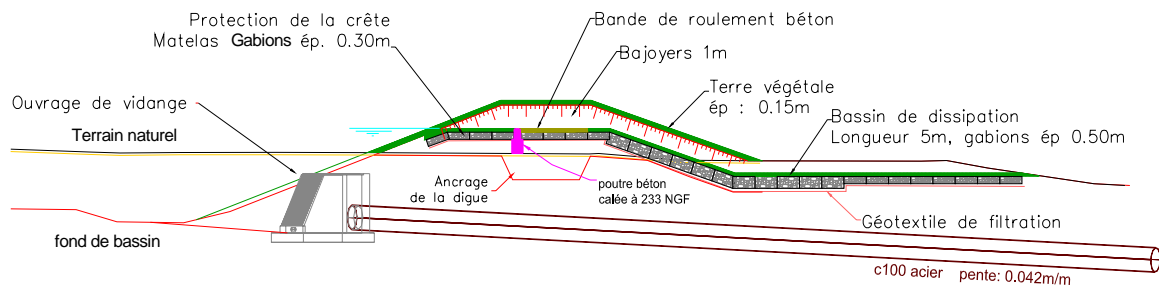 Protection de la crête
Matelas Gabions ép. 0.30m
Bande de roulement béton
Bajoyers 1m
Ouvrage de vidange
Terrain naturel
Terre végétale
ép : 0.15m
Bassin de dissipation
Longueur 5m, gabions ép 0.50m
Ancrage
de la digue
poutre béton
calée à 233 NGF
Géotextile de filtration
fond de bassin
c100 acier pente: 0.042m/m